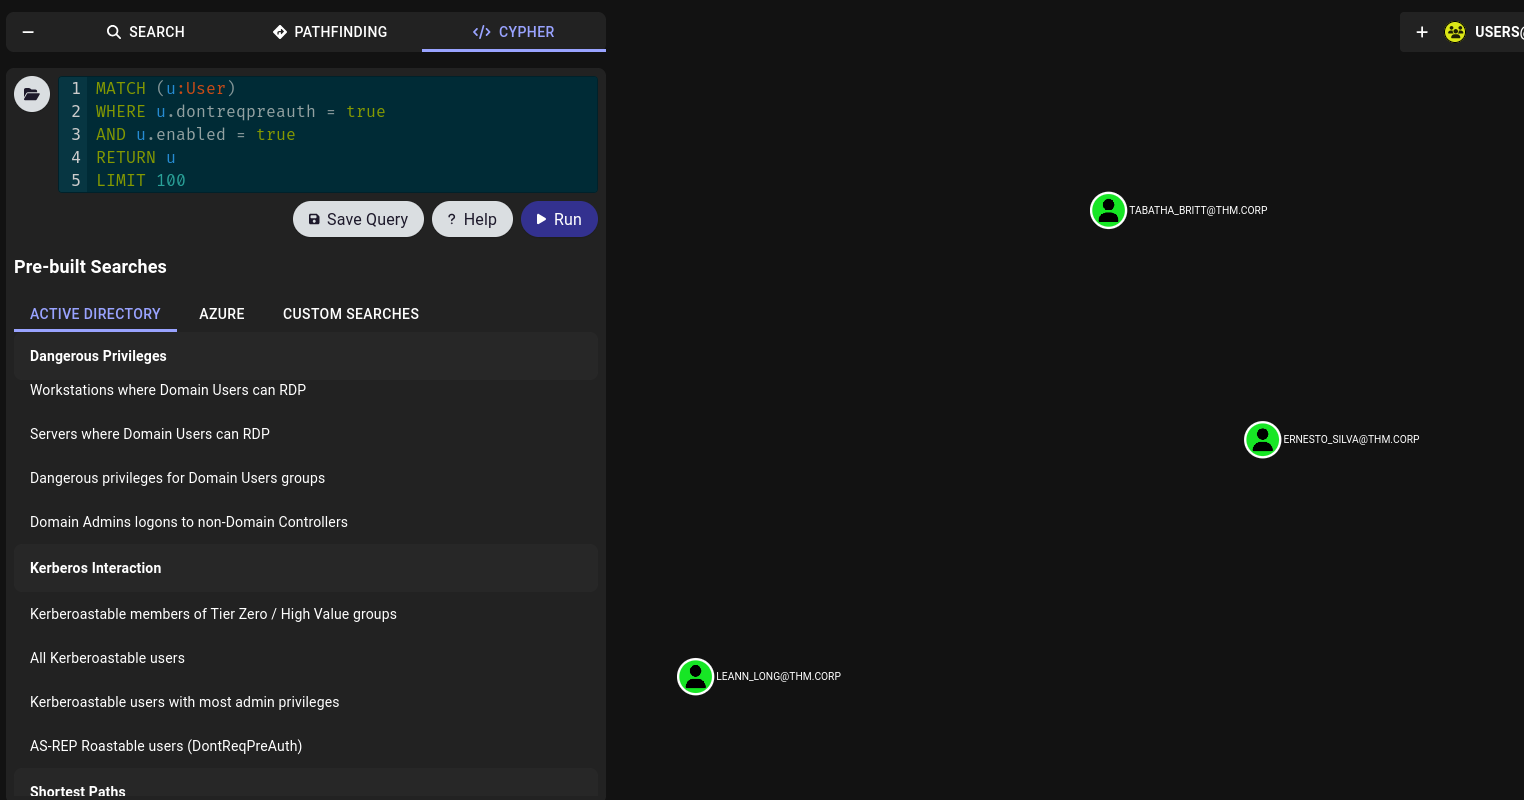 SEARCH
PATHFINDING
CYPHER
USERS@
1 MATCH (u:User)
2 WHERE u.dontreqpreauth = true
3 AND u.enabled = true
4 RETURN u
5 LIMIT 100
Save Query
? Help
Run
Pre-built Searches
ACTIVE DIRECTORY
AZURE
CUSTOM SEARCHES
Dangerous Privileges
Workstations where Domain Users can RDP
Servers where Domain Users can RDP
Dangerous privileges for Domain Users groups
Domain Admins logons to non-Domain Controllers
Kerberos Interaction
Kerberoastable members of Tier Zero / High Value groups
All Kerberoastable users
Kerberoastable users with most admin privileges
AS-REP Roastable users (DontReqPreAuth)
Shortest Paths
TABATHA_BRITT@THM.CORP
ERNESTO_SILVA@THM.CORP
LEANN_LONG@THM.CORP